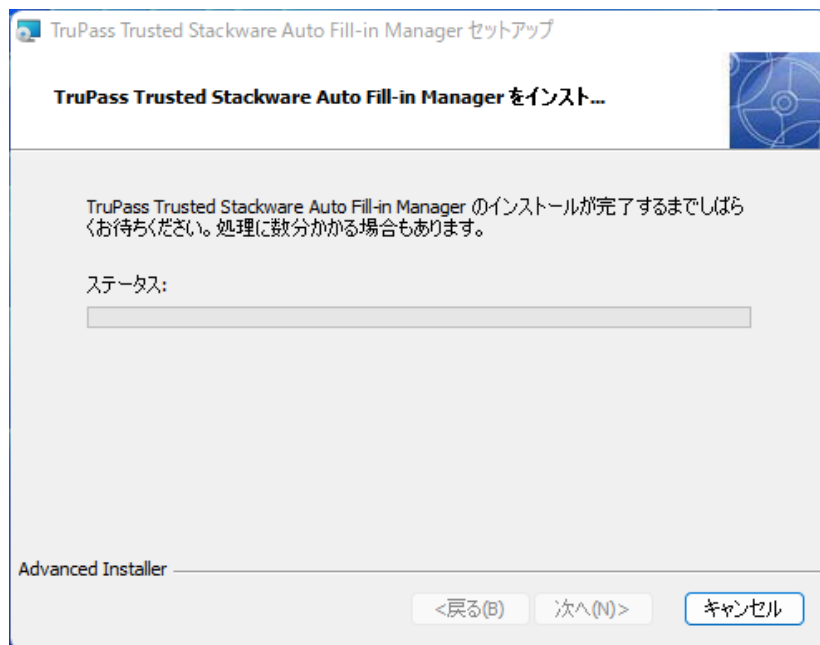 TruPass Trusted Stackware Auto Fill-in Manager セットアップ
TruPass Trusted Stackware Auto Fill-in Manager をインスト...
TruPass Trusted Stackware Auto Fill-in Manager のインストールが完了するまでしばら
くお待ちください。処理に数分かかる場合もあります。
ステータス:
Advanced Installer
<戻る(B)
次へ(N)>
キャンセル